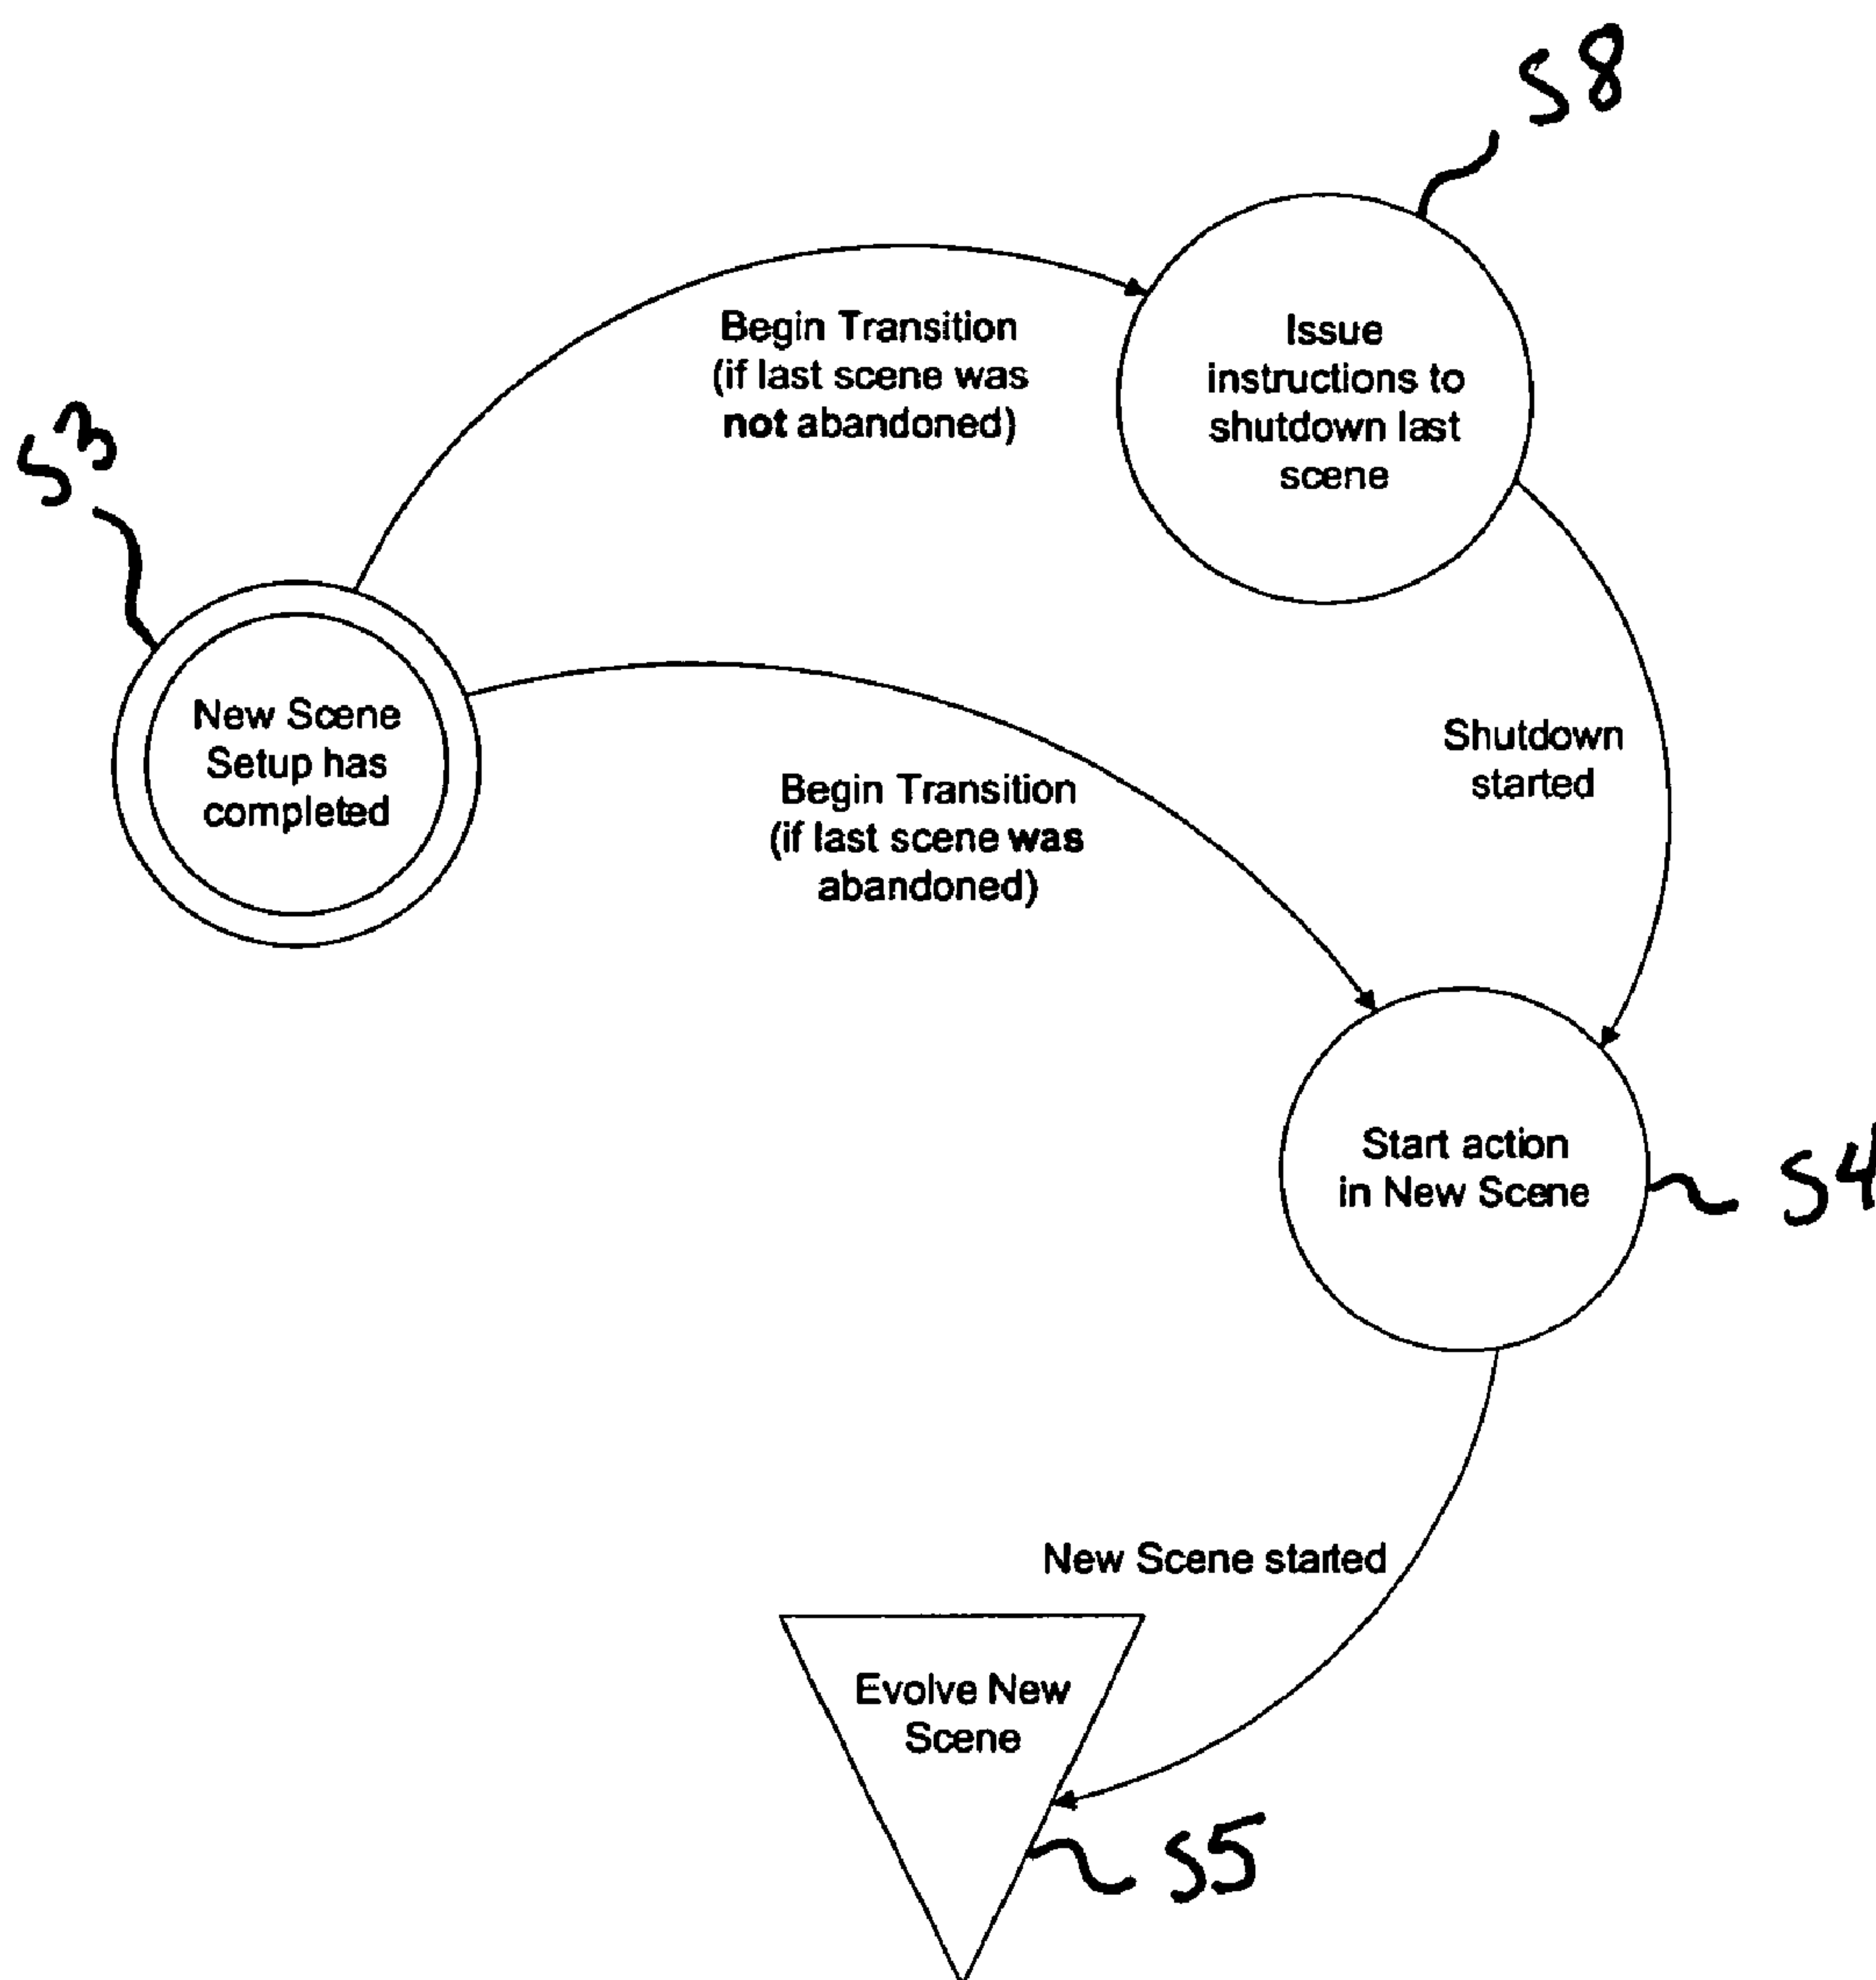 S8
Begin Transition
(if last scene was
not abandoned)
Issue
instructions to
shutdown last
scene
S3
New Scene
Setup has
completed
Begin Transition
(if last scene was
abandoned)
Shutdown
started
Start action
in New Scene
S4
New Scene started
Evolve New
Scene
S5